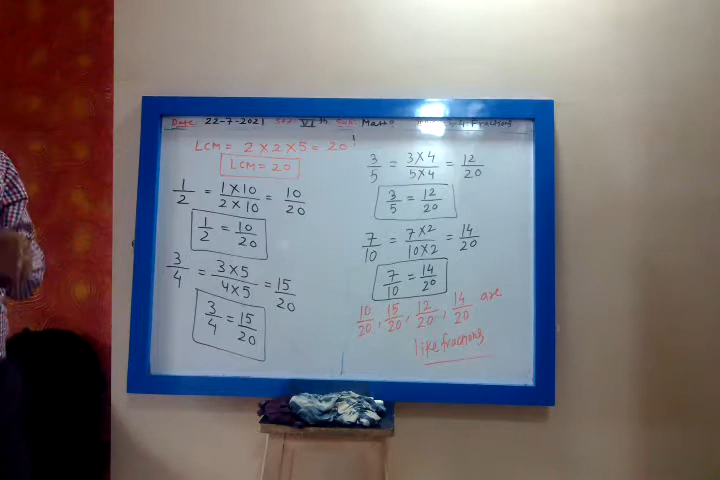 Date 22-7-2021 Std VIth Sub: Maths Fractions
LCM = 2 × 2 × 5 = 20
LCM = 20
1/2 = 1×10/2×10 = 10/20
1/2 = 10/20
3/4 = 3×5/4×5 = 15/20
3/4 = 15/20
3/5 = 3×4/5×4 = 12/20
3/5 = 12/20
7/10 = 7×2/10×2 = 14/20
7/10 = 14/20
10/20, 15/20, 12/20, 14/20 are
like fractions